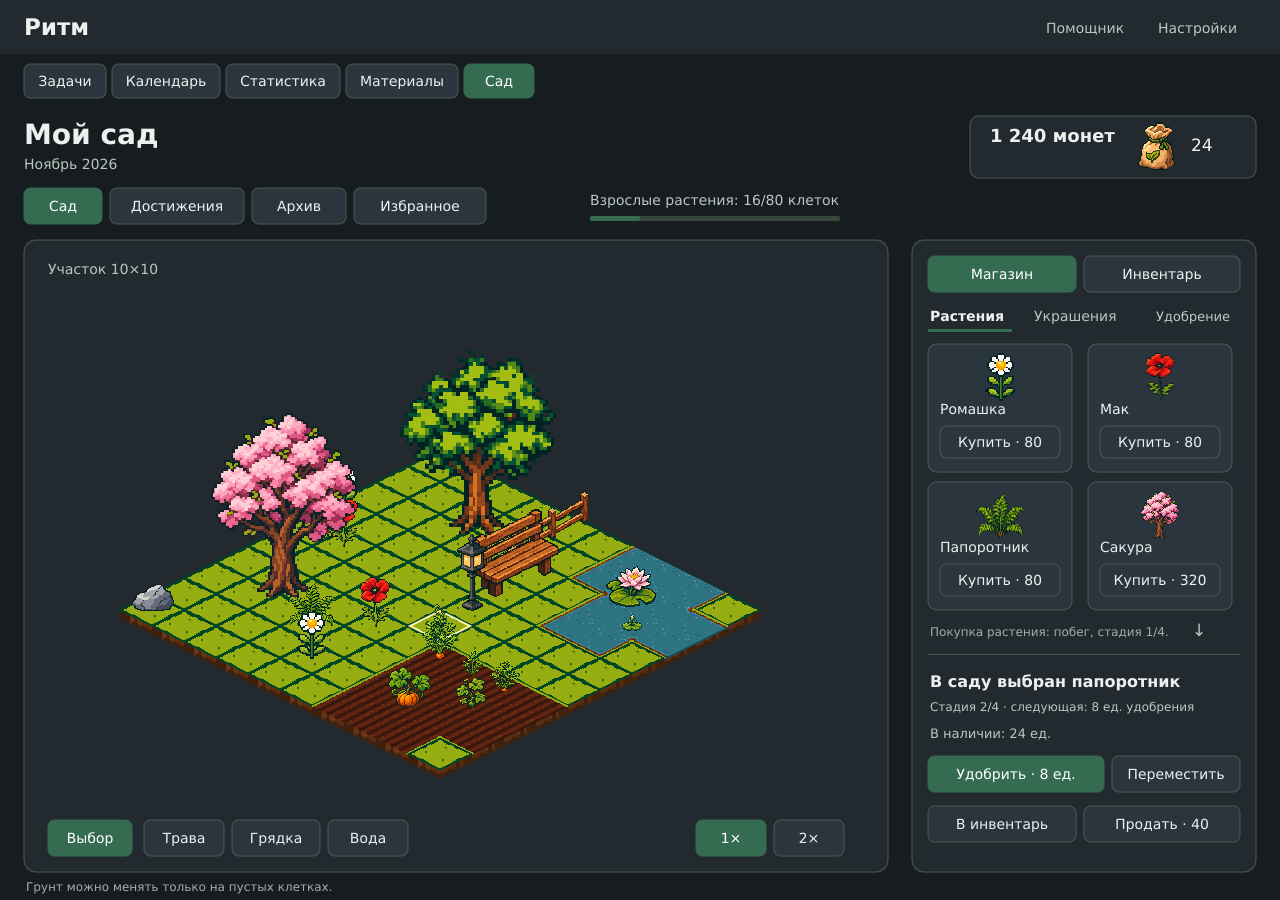 Ритм
Помощник
Настройки
Задачи
Календарь
Статистика
Материалы
Сад
Мой сад
Ноябрь 2026
1 240 монет
24
Сад
Достижения
Архив
Избранное
Взрослые растения: 16/80 клеток
Участок 10×10
Магазин
Инвентарь
Растения
Украшения
Удобрение
Ромашка
Купить · 80
Мак
Купить · 80
Папоротник
Купить · 80
Сакура
Купить · 320
Покупка растения: побег, стадия 1/4. ↓
В саду выбран папоротник
Стадия 2/4 · следующая: 8 ед. удобрения
В наличии: 24 ед.
Удобрить · 8 ед.
Переместить
В инвентарь
Продать · 40
Выбор
Трава
Грядка
Вода
1×
2×
Грунт можно менять только на пустых клетках.